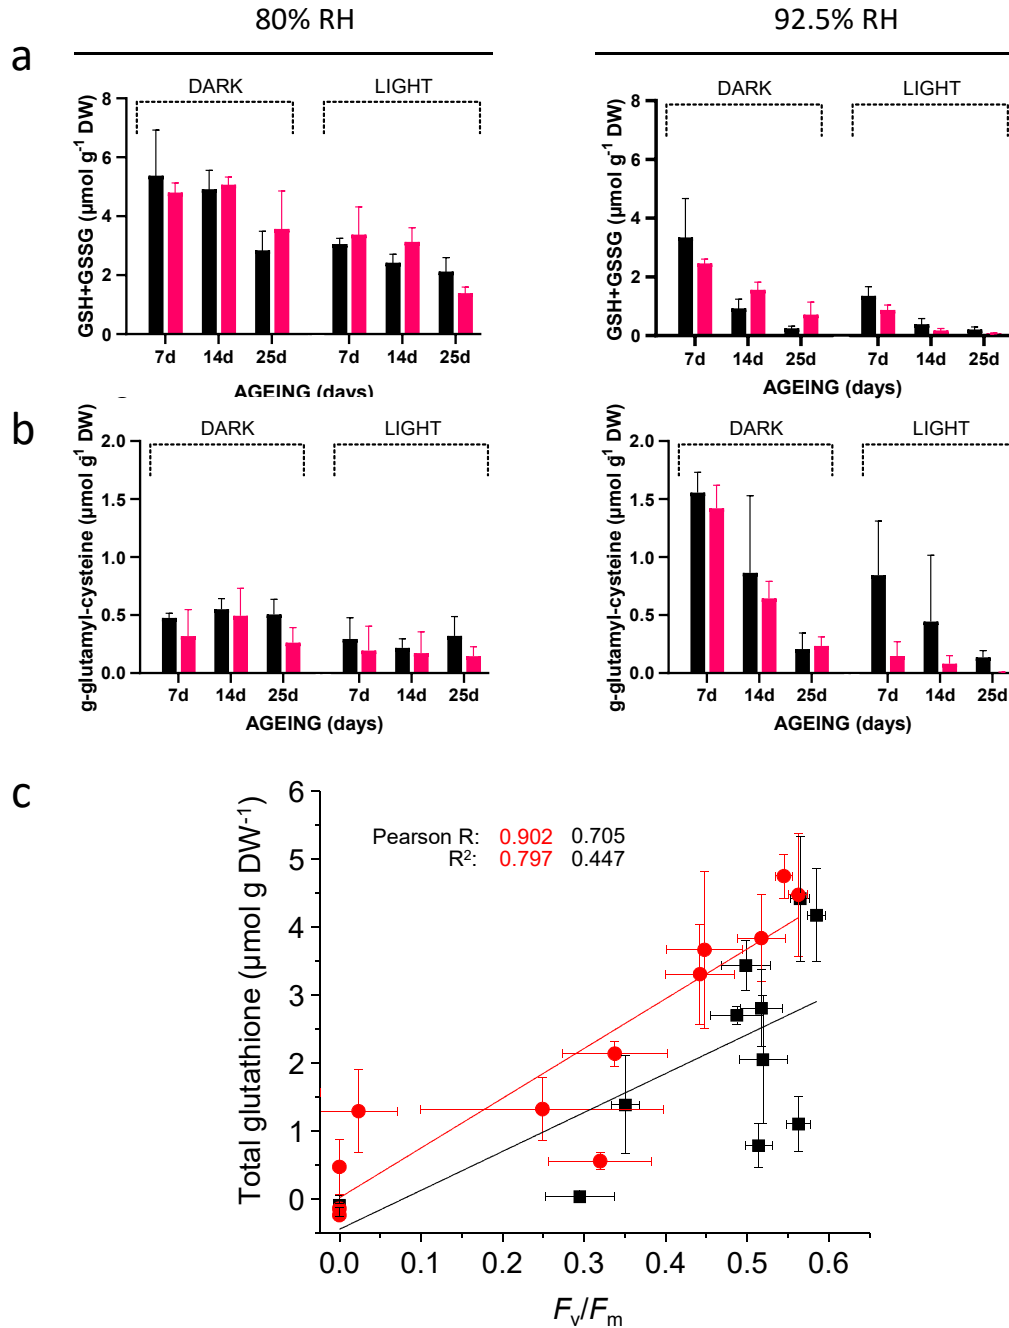 80% RH
92.5% RH
a
DARK
LIGHT
GSH+GSSG (µmol g-1 DW)
8
6
4
2
0
7d 14d 25d 7d 14d 25d
AGEING (days)
DARK
LIGHT
GSH+GSSG (µmol g-1 DW)
8
6
4
2
0
7d 14d 25d 7d 14d 25d
AGEING (days)
b
DARK
LIGHT
g-glutamyl-cysteine (µmol g1 DW)
2.0
1.5
1.0
0.5
0.0
7d 14d 25d 7d 14d 25d
AGEING (days)
DARK
LIGHT
g-glutamyl-cysteine (µmol g1 DW)
2.0
1.5
1.0
0.5
0.0
7d 14d 25d 7d 14d 25d
AGEING (days)
c
Pearson R: 0.902 0.705
R2: 0.797 0.447
Total glutathione (µmol g DW-1)
6
5
4
3
2
1
0
0.0 0.1 0.2 0.3 0.4 0.5 0.6
Fv/Fm